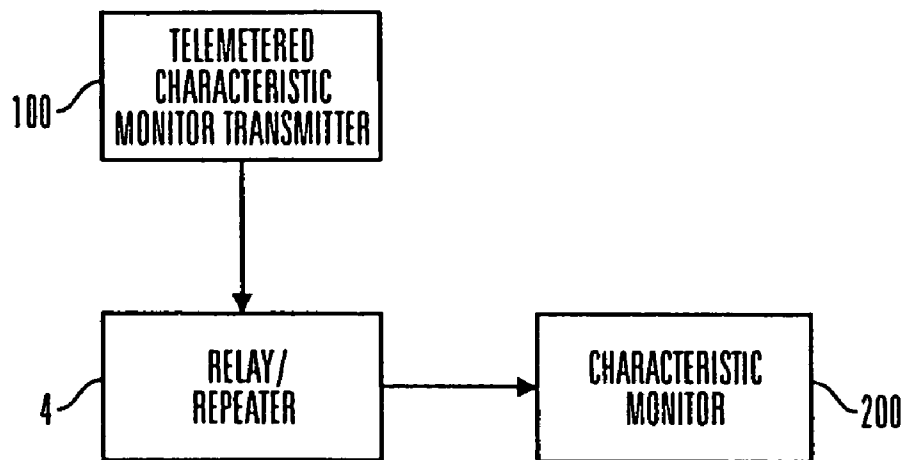 TELEMETERED
CHARACTERISTIC
MONITOR TRANSMITTER
100
RELAY/
REPEATER
4
CHARACTERISTIC
MONITOR
200